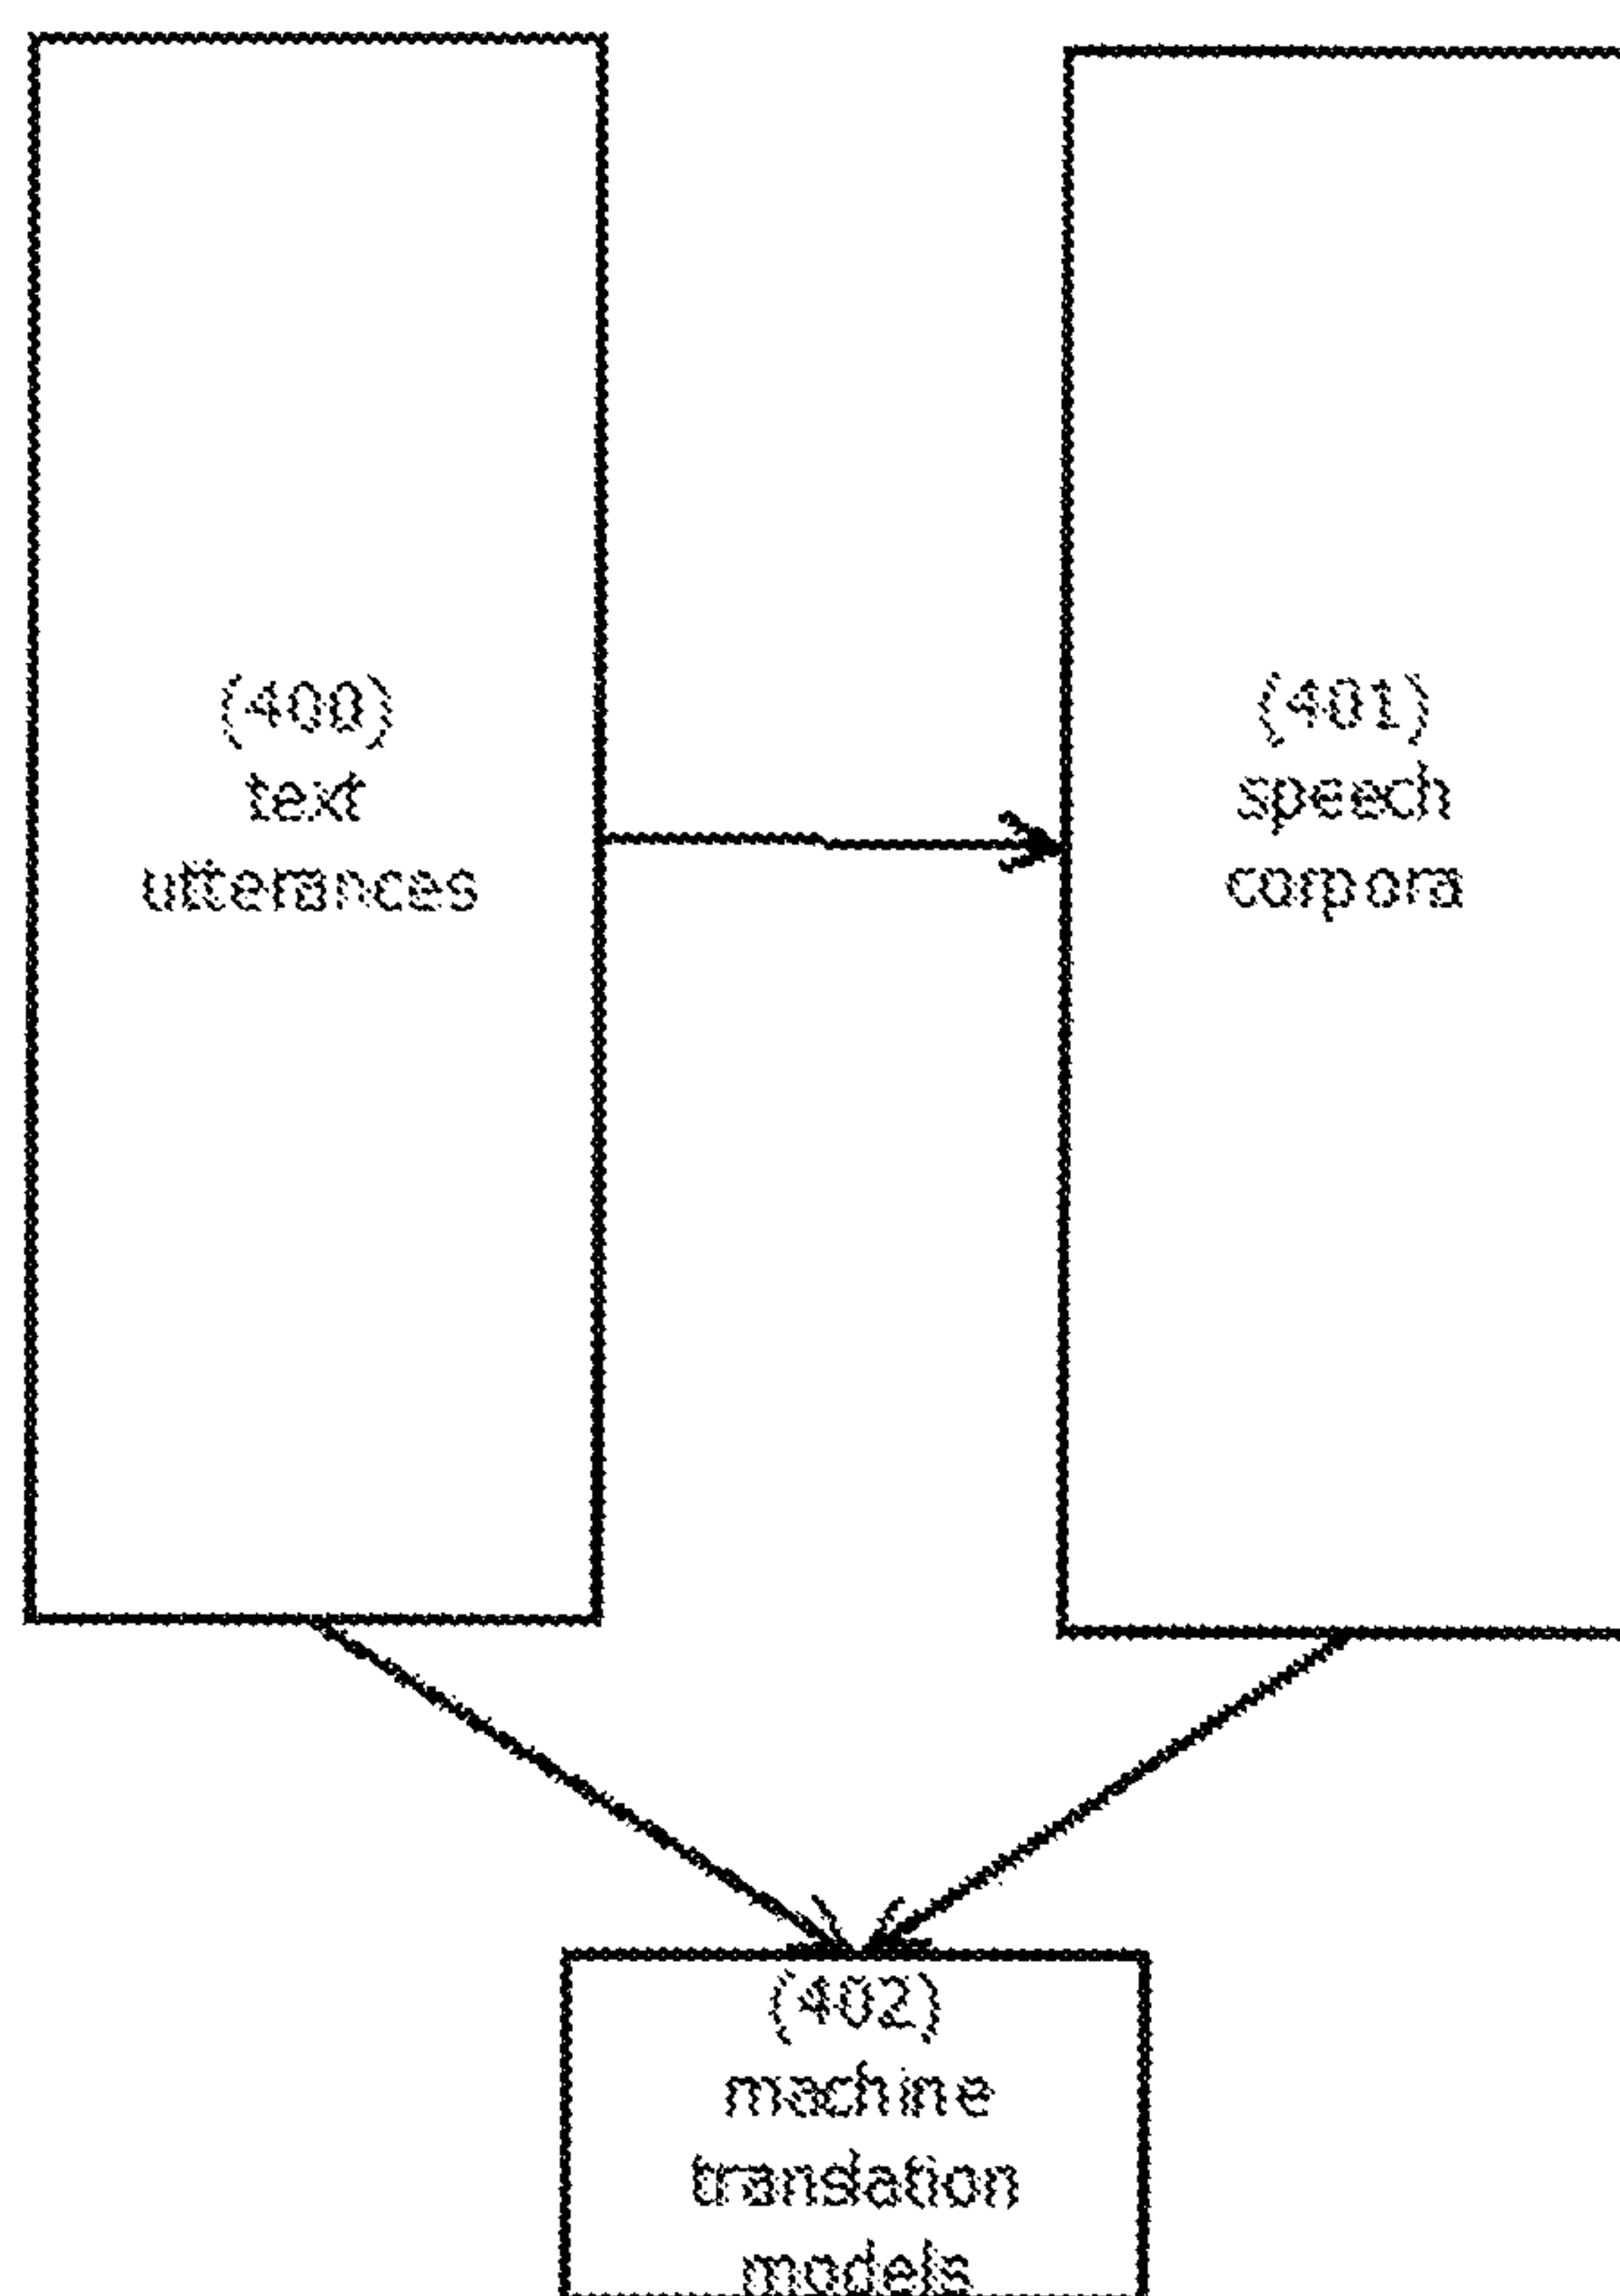 (400)
text
utterances
(401)
speech
corpora
(402)
machine
translation
models